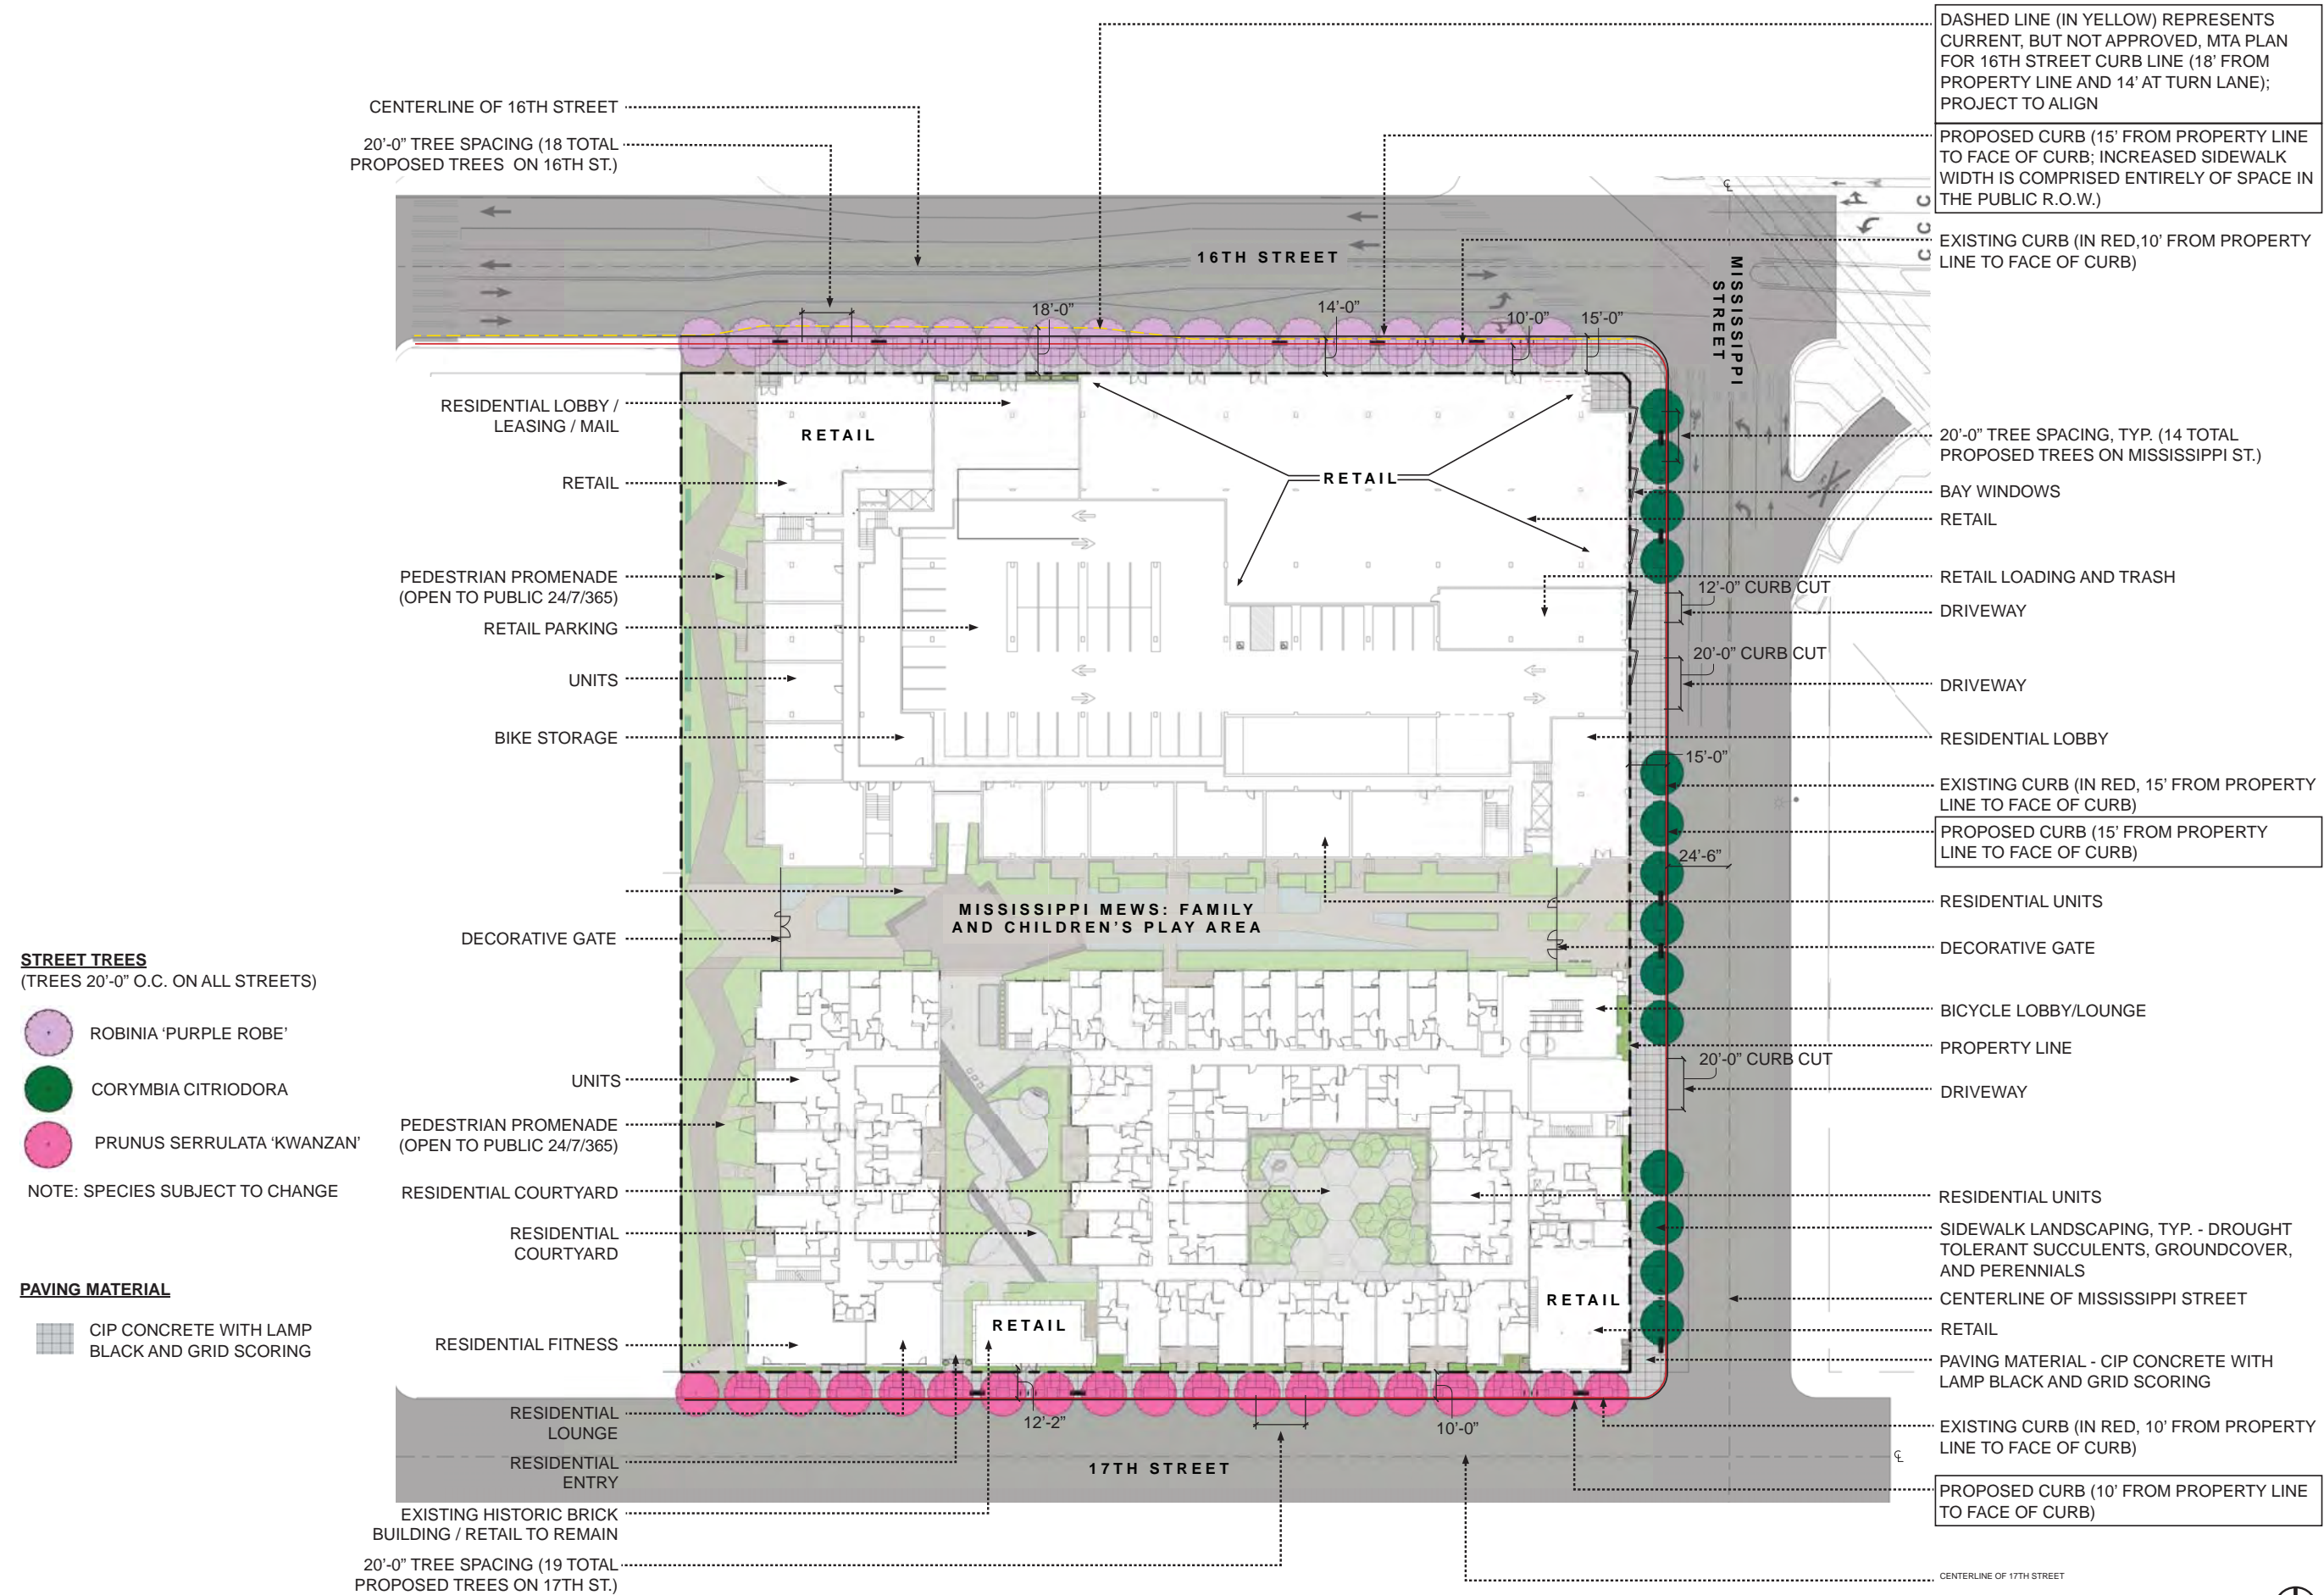 DASHED LINE (IN YELLOW) REPRESENTS
CURRENT, BUT NOT APPROVED, MTA PLAN
FOR 16TH STREET CURB LINE (18' FROM
PROPERTY LINE AND 14' AT TURN LANE);
PROJECT TO ALIGN
PROPOSED CURB (15' FROM PROPERTY LINE
TO FACE OF CURB; INCREASED SIDEWALK
WIDTH IS COMPRISED ENTIRELY OF SPACE IN
THE PUBLIC R.O.W.)
EXISTING CURB (IN RED,10' FROM PROPERTY
LINE TO FACE OF CURB)
20'-0” TREE SPACING, TYP. (14 TOTAL
PROPOSED TREES ON MISSISSIPPI ST.)
BAY WINDOWS
RETAIL
RETAIL LOADING AND TRASH
DRIVEWAY
DRIVEWAY
RESIDENTIAL LOBBY
EXISTING CURB (IN RED, 15' FROM PROPERTY
LINE TO FACE OF CURB)
PROPOSED CURB (15' FROM PROPERTY
LINE TO FACE OF CURB)
RESIDENTIAL UNITS
DECORATIVE GATE
BICYCLE LOBBY/LOUNGE
PROPERTY LINE
DRIVEWAY
RESIDENTIAL UNITS
SIDEWALK LANDSCAPING, TYP. - DROUGHT
TOLERANT SUCCULENTS, GROUNDCOVER,
AND PERENNIALS
CENTERLINE OF MISSISSIPPI STREET
RETAIL
PAVING MATERIAL - CIP CONCRETE WITH
LAMP BLACK AND GRID SCORING
EXISTING CURB (IN RED, 10' FROM PROPERTY
LINE TO FACE OF CURB)
PROPOSED CURB (10' FROM PROPERTY LINE
TO FACE OF CURB)
CENTERLINE OF 17TH STREET
CENTERLINE OF 16TH STREET
20'-0” TREE SPACING (18 TOTAL
PROPOSED TREES ON 16TH ST.)
RESIDENTIAL LOBBY /
LEASING / MAIL
RETAIL
PEDESTRIAN PROMENADE
(OPEN TO PUBLIC 24/7/365)
RETAIL PARKING
UNITS
BIKE STORAGE
DECORATIVE GATE
UNITS
PEDESTRIAN PROMENADE
(OPEN TO PUBLIC 24/7/365)
RESIDENTIAL COURTYARD
RESIDENTIAL
COURTYARD
RESIDENTIAL FITNESS
RESIDENTIAL
LOUNGE
RESIDENTIAL
ENTRY
EXISTING HISTORIC BRICK
BUILDING / RETAIL TO REMAIN
20'-0” TREE SPACING (19 TOTAL
PROPOSED TREES ON 17TH ST.)
STREET TREES
(TREES 20'-0” O.C. ON ALL STREETS)
ROBINIA ‘PURPLE ROBE’
CORYMBIA CITRIODORA
PRUNUS SERRULATA ‘KWANZAN’
NOTE: SPECIES SUBJECT TO CHANGE
PAVING MATERIAL
CIP CONCRETE WITH LAMP
BLACK AND GRID SCORING
16TH STREET
MISSISSIPPI
STREET
18'-0”
14'-0”
10'-0”
15'-0”
RETAIL
RETAIL
12'-0” CURB CUT
20'-0” CURB CUT
15'-0”
24'-6”
MISSISSIPPI MEWS: FAMILY
AND CHILDREN'S PLAY AREA
20'-0” CURB CUT
RETAIL
RETAIL
12'-2”
10'-0”
17TH STREET
C
C
C